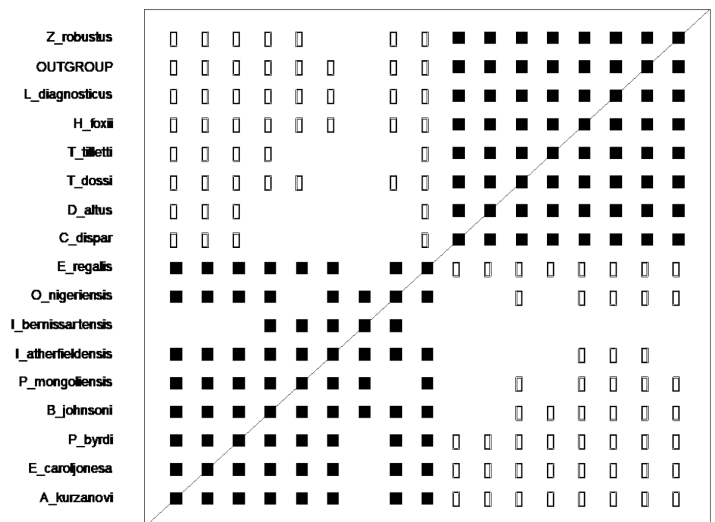 Z_robustus
OUTGROUP
L_diagnosticus
H_foxii
T_tilletti
T_dossi
D_altus
C_dispar
E_regalis
O_nigeriensis
I_bernissartensis
I_atherfieldensis
P_mongoliensis
B_johnsoni
P_byrdi
E_caroljonesa
A_kurzanovi